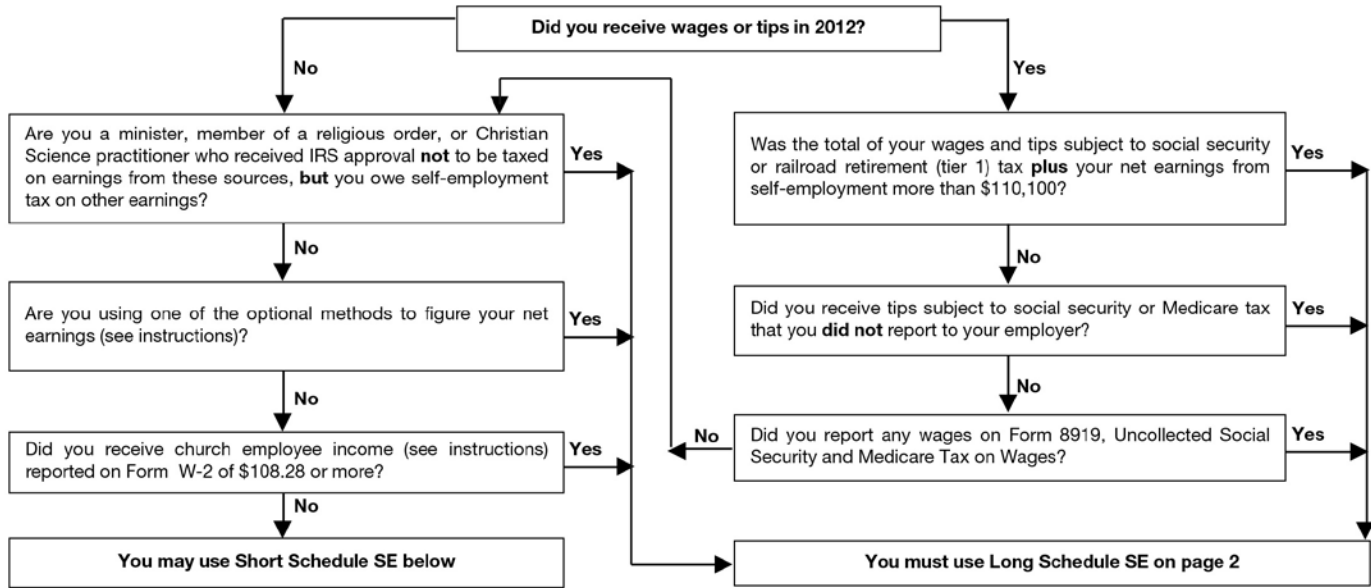 Did you receive wages or tips in 2012?
No
Yes
Are you a minister, member of a religious order, or Christian
Science practitioner who received IRS approval not to be taxed
on earnings from these sources, but you owe self-employment
tax on other earnings?
Yes
Was the total of your wages and tips subject to social security
or railroad retirement (tier 1) tax plus your net earnings from
self-employment more than $110,100?
Yes
No
No
Are you using one of the optional methods to figure your net
earnings (see instructions)?
Yes
Did you receive tips subject to social security or Medicare tax
that you did not report to your employer?
Yes
No
No
Did you receive church employee income (see instructions)
reported on Form W-2 of $108.28 or more?
Yes
No
Did you report any wages on Form 8919, Uncollected Social
Security and Medicare Tax on Wages?
Yes
No
You may use Short Schedule SE below
You must use Long Schedule SE on page 2